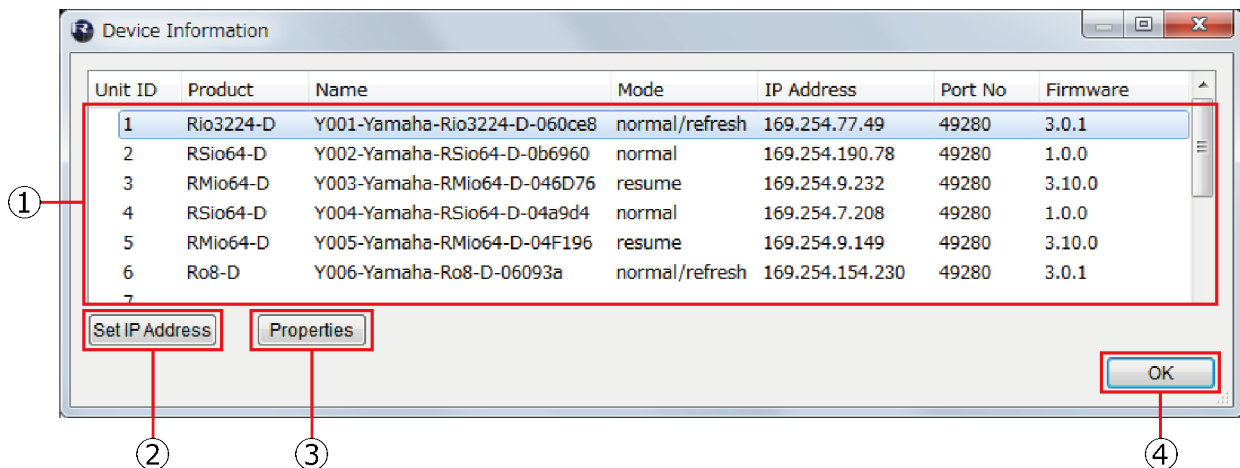 Device Information
Unit ID Product Name Mode IP Address Port No Firmware
1 Rio3224-D Y001-Yamaha-Rio3224-D-060ce8 normal/refresh 169.254.77.49 49280 3.0.1
2 RSio64-D Y002-Yamaha-RSio64-D-0b6960 normal 169.254.190.78 49280 1.0.0
3 RMio64-D Y003-Yamaha-RMio64-D-046D76 resume 169.254.9.232 49280 3.10.0
4 RSio64-D Y004-Yamaha-RSio64-D-04a9d4 normal 169.254.7.208 49280 1.0.0
5 RMio64-D Y005-Yamaha-RMio64-D-04F196 resume 169.254.9.149 49280 3.10.0
6 Ro8-D Y006-Yamaha-Ro8-D-06093a normal/refresh 169.254.154.230 49280 3.0.1
7
①
Set IP Address Properties
OK
② ③ ④